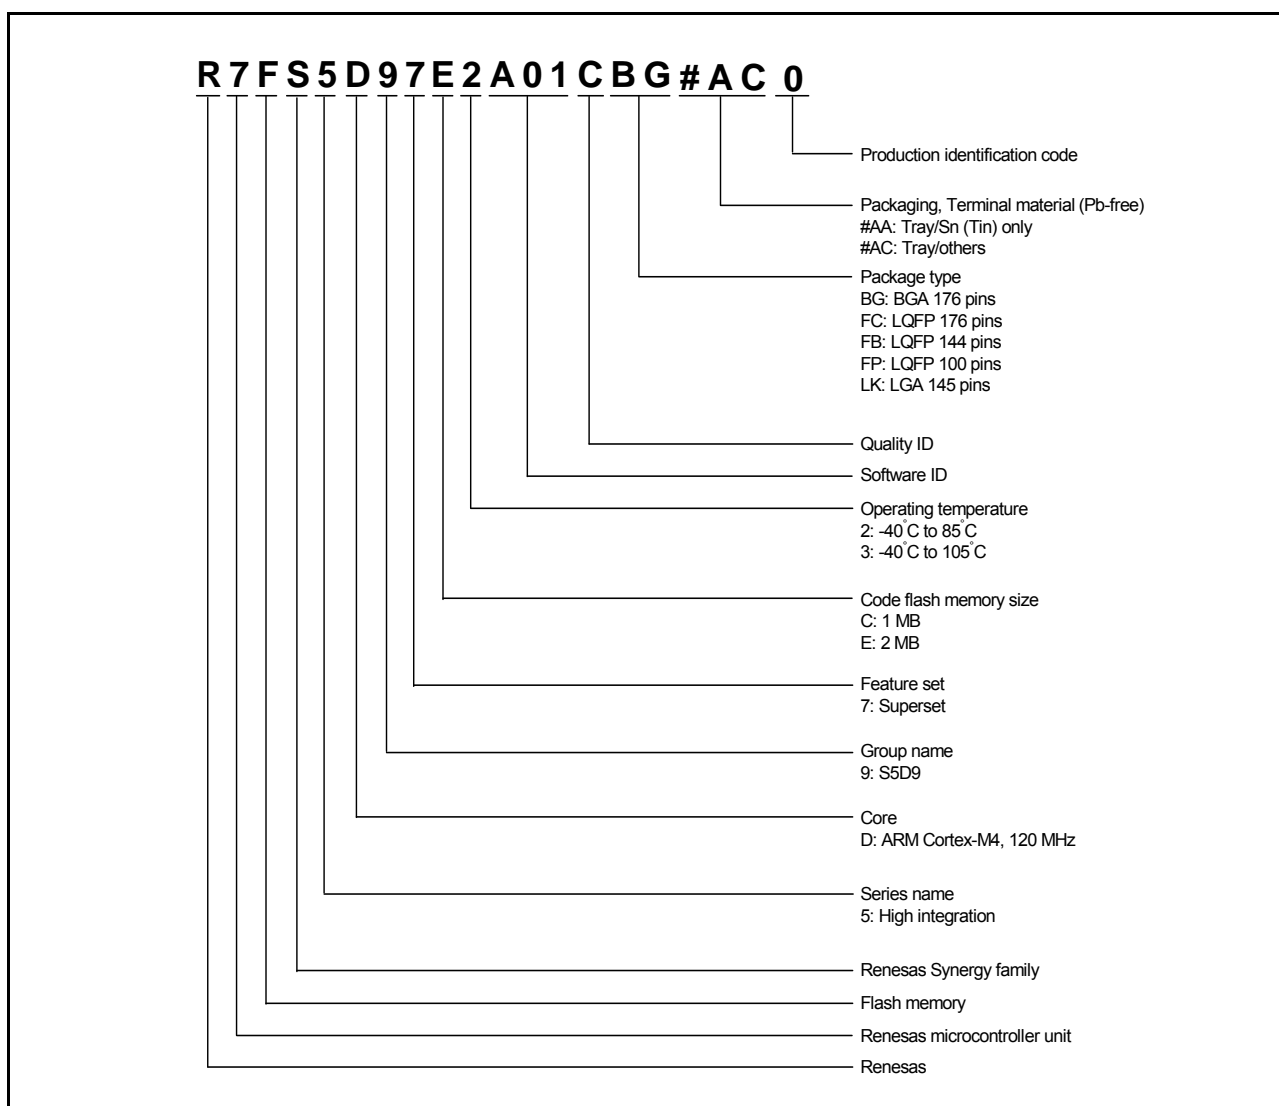 R7FS5D97E2A01CBG#AC0
Production identification code
Packaging, Terminal material (Pb-free)
#AA: Tray/Sn (Tin) only
#AC: Tray/others
Package type
BG: BGA 176 pins
FC: LQFP 176 pins
FB: LQFP 144 pins
FP: LQFP 100 pins
LK: LGA 145 pins
Quality ID
Software ID
Operating temperature
2: -40°C to 85°C
3: -40°C to 105°C
Code flash memory size
C: 1 MB
E: 2 MB
Feature set
7: Superset
Group name
9: S5D9
Core
D: ARM Cortex-M4, 120 MHz
Series name
5: High integration
Renesas Synergy family
Flash memory
Renesas microcontroller unit
Renesas